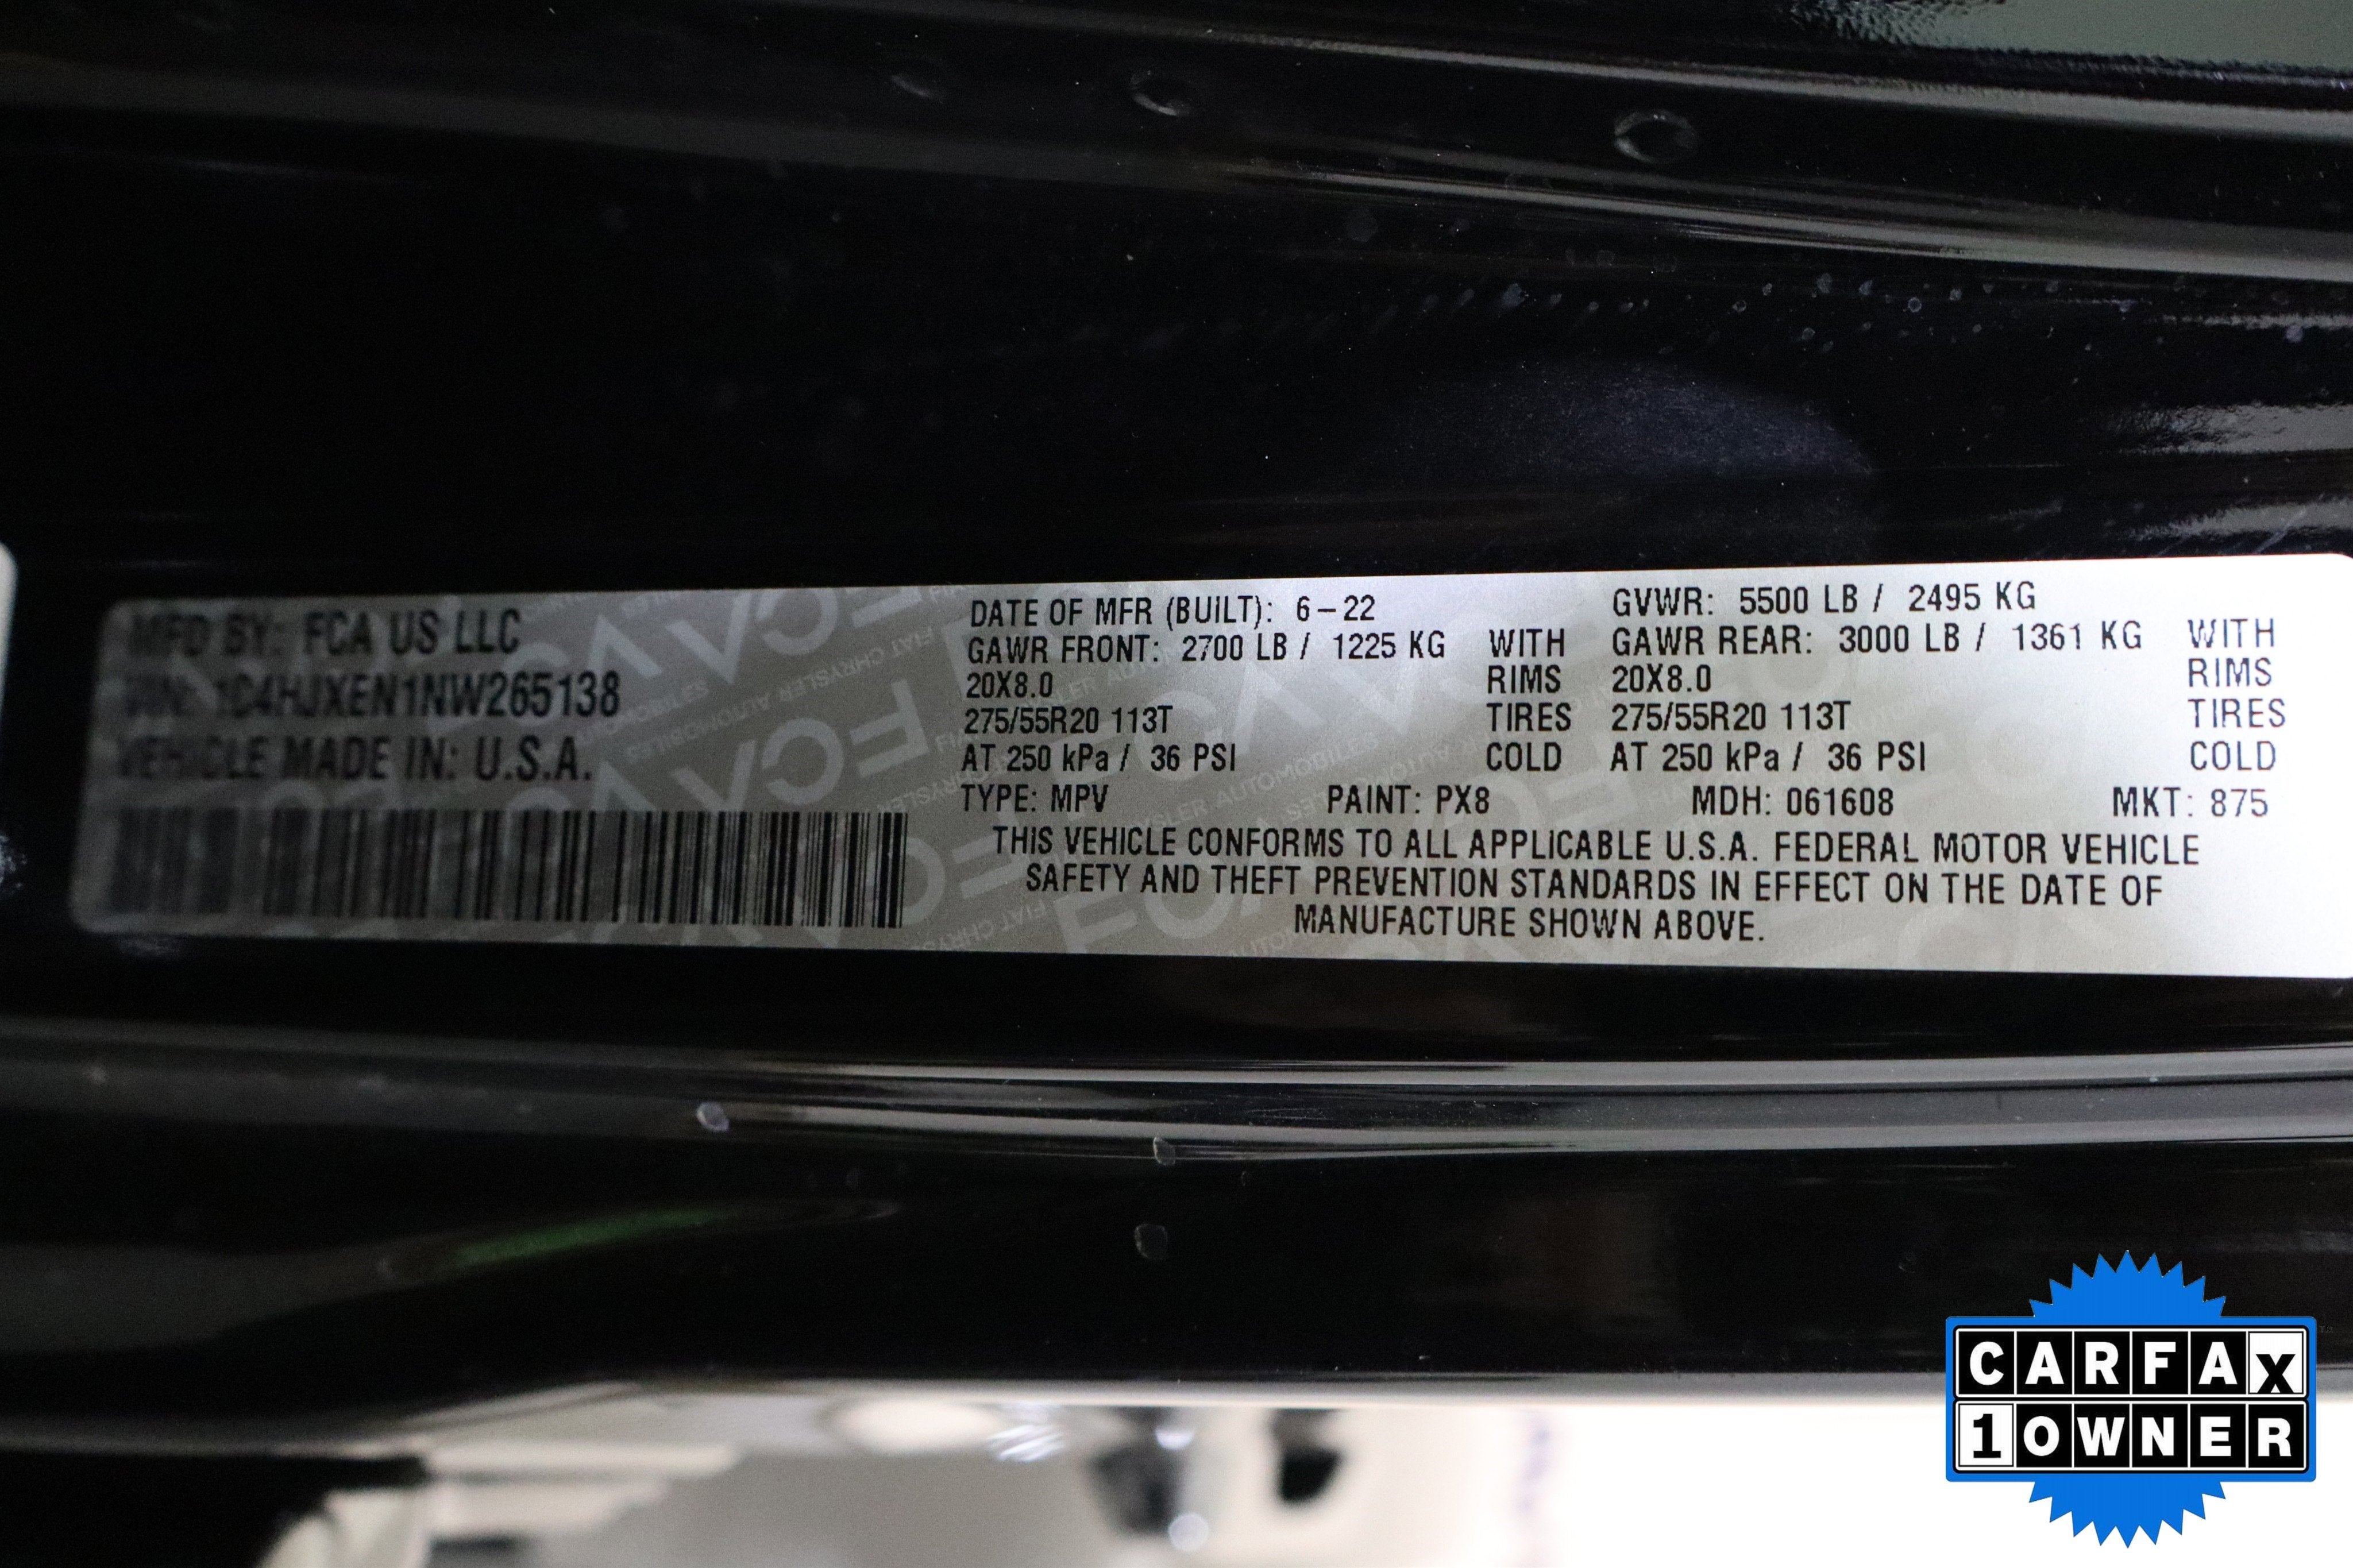 MFD BY: FCA US LLC
VIN: 1C4HJXEN1NW265138
VEHICLE MADE IN: U.S.A.
DATE OF MFR (BUILT): 6-22 GVWR: 5500 LB / 2495 KG
GAWR FRONT: 2700 LB / 1225 KG WITH GAWR REAR: 3000 LB / 1361 KG WITH
20X8.0 RIMS 20X8.0 RIMS
275/55R20 113T TIRES 275/55R20 113T TIRES
AT 250 kPa / 36 PSI COLD AT 250 kPa / 36 PSI COLD
TYPE: MPV PAINT: PX8 MDH: 061608 MKT: 875
THIS VEHICLE CONFORMS TO ALL APPLICABLE U.S.A. FEDERAL MOTOR VEHICLE
SAFETY AND THEFT PREVENTION STANDARDS IN EFFECT ON THE DATE OF
MANUFACTURE SHOWN ABOVE.
CARFAX
1 OWNER